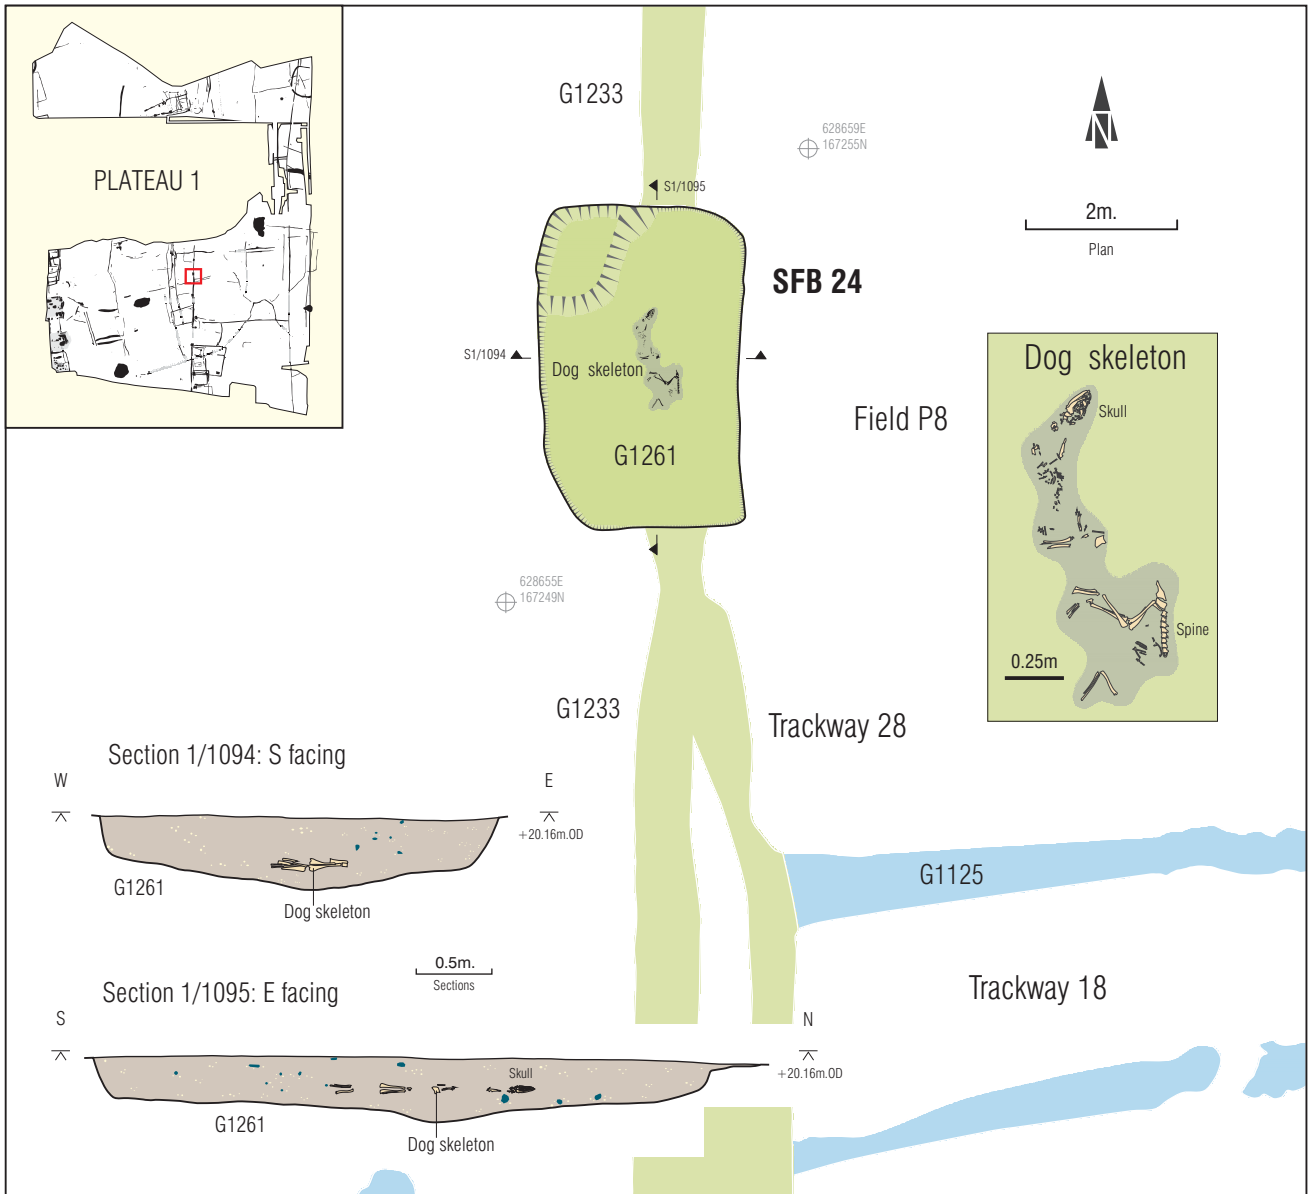 PLATEAU 1
G1233
628659E
167255N
N
S1/1095
2m.
Plan
SFB 24
S1/1094
Dog skeleton
G1261
Field P8
Dog skeleton
Skull
Spine
0.25m
628655E
167249N
G1233
Trackway 28
Section 1/1094: S facing
W
E
+20.16m.OD
G1261
Dog skeleton
G1125
0.5m.
Sections
Section 1/1095: E facing
Trackway 18
S
N
Skull
+20.16m.OD
G1261
Dog skeleton